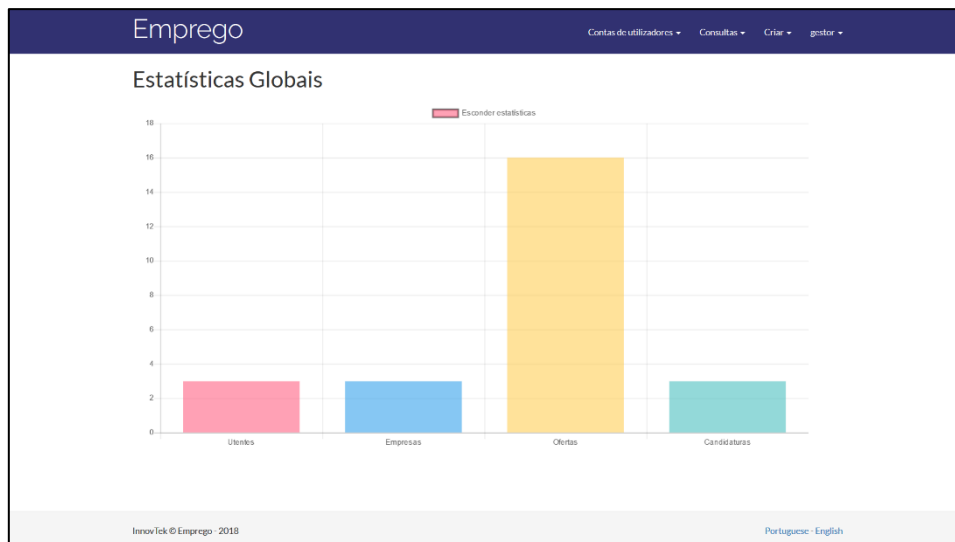 Emprego
Contas de utilizadores Consultas Criar gestor
Estatísticas Globais
Esconder estatísticas
18
16
14
12
10
8
6
4
2
0
Utentes Empresas Ofertas Candidaturas
InnovTek © Emprego - 2018
Portuguese - English